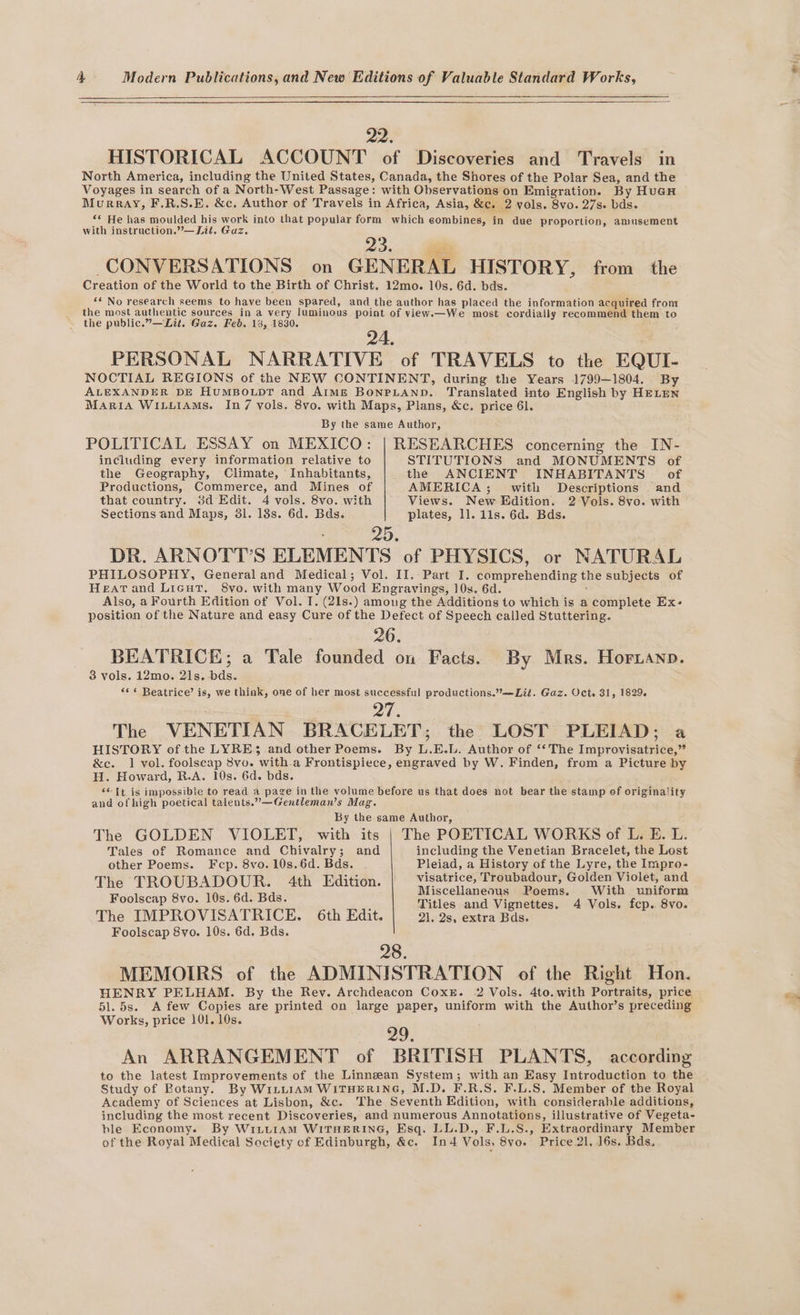 4 Modern Publications, and New Editions of Valuable Standard Works,
22.
HISTORICAL ACCOUNT of Discoveries and Travels in
North America, including the United States, Canada, the Shores of the Polar Sea, and the
Voyages in search of a North-West Passage: with Observations on Emigration. By HUGH
MURRAY, F.R.S.E. &c. Author of Travels in Africa, Asia, &c. 2 vols. 8vo. 27s. bds.
“ He has moulded his work into that popular form which combines, in due proportion, amusement
with instruction.”—Lit. Gaz.
23.
CONVERSATIONS on GENERAL HISTORY, from the
Creation of the World to the Birth of Christ. 12mo. 10s. 6d. bds.
“ No research seems to have been spared, and the author has placed the information acquired from
the most authentic sources in a very luminous point of view.—We most cordially recommend them to
the public.”—Lit. Gaz. Feb. 13, 1830.
24.
PERSONAL NARRATIVE of TRAVELS to the EQUI-
NOCTIAL REGIONS of the NEW CONTINENT, during the Years 1799—1804. By
ALEXANDER DE HUMBOLDT and AIME BONPLAND. Translated into English by HELEN
MARIA WILLIAMS. In 7 vols. 8vo. with Maps, Plans, &c. price 6l.
By the same Author,
POLITICAL ESSAY on MEXICO:
including every information relative to
the Geography, Climate, Inhabitants,
Productions, Commerce, and Mines of
that country. 3d Edit. 4 vols. 8vo. with
Sections and Maps, 3l. 13s. 6d. Bds.
RESEARCHES concerning the IN-
STITUTIONS and MONUMENTS of
the ANCIENT INHABITANTS of
AMERICA; with Descriptions and
Views. New Edition. 2 Vols. 8vo. with
plates, 1l. 11s. 6d. Bds.
25.
DR. ARNOTT'S ELEMENTS of PHYSICS, or NATURAL
PHILOSOPHY, General and Medical; Vol. II. Part I. comprehending the subjects of
HEAT and LIGHT. 8vo. with many Wood Engravings, 10s. 6d.
Also, a Fourth Edition of Vol. I. (21s.) among the Additions to which is a complete Ex-
position of the Nature and easy Cure of the Defect of Speech called Stuttering.
26.
BEATRICE; a Tale founded on Facts. By Mrs. HOFLAND.
3 vols. 12mo. 21s. bds.
“ ‘ Beatrice’ is, we think, one of her most successful productions.”—Lit. Gaz. Oct. 31, 1829.
27.
The VENETIAN BRACELET; the LOST PLEIAD; a
HISTORY of the LYRE; and other Poems. By L.E.L. Author of “The Improvisatrice,”
&c. 1 vol. foolscap 8vo. with a Frontispiece, engraved by W. Finden, from a Picture by
H. Howard, R.A. 10s. 6d. bds.
“ It is impossible to read a page in the volume before us that does not bear the stamp of originality
and of high poetical talents.”—Gentleman's Mag.
By the same Author,
The GOLDEN VIOLET, with its
Tales of Romance and Chivalry; and
other Poems. Fcp. 8vo. 10s. 6d. Bds.
The TROUBADOUR. 4th Edition.
Foolscap 8vo. 10s. 6d. Bds.
The IMPROVISATRICE. 6th Edit.
Foolscap 8vo. 10s. 6d. Bds.
The POETICAL WORKS of L. E. L.
including the Venetian Bracelet, the Lost
Pleiad, a History of the Lyre, the Impro-
visatrice, Troubadour, Golden Violet, and
Miscellaneous Poems. With uniform
Titles and Vignettes. 4 Vols. fcp. 8vo.
2l. 2s. extra Bds.
28.
MEMOIRS of the ADMINISTRATION of the Right Hon.
HENRY PELHAM. By the Rev. Archdeacon COXE. 2 Vols. 4to. with Portraits, price
5l. 5s. A few Copies are printed on large paper, uniform with the Author's preceding
Works, price 10l. 10s.
29.
An ARRANGEMENT of BRITISH PLANTS, according
to the latest Improvements of the Linnæan System; with an Easy Introduction to the
Study of Botany. By WILLIAM WITHERING, M.D. F.R.S. F.L.S. Member of the Royal
Academy of Sciences at Lisbon, &c. The Seventh Edition, with considerable additions,
including the most recent Discoveries, and numerous Annotations, illustrative of Vegeta-
ble Economy. By WILLIAM WITHERING, Esq. LL.D., F.L.S., Extraordinary Member
of the Royal Medical Society of Edinburgh, &c. In 4 Vols. 8vo. Price 2l. 16s. Bds.